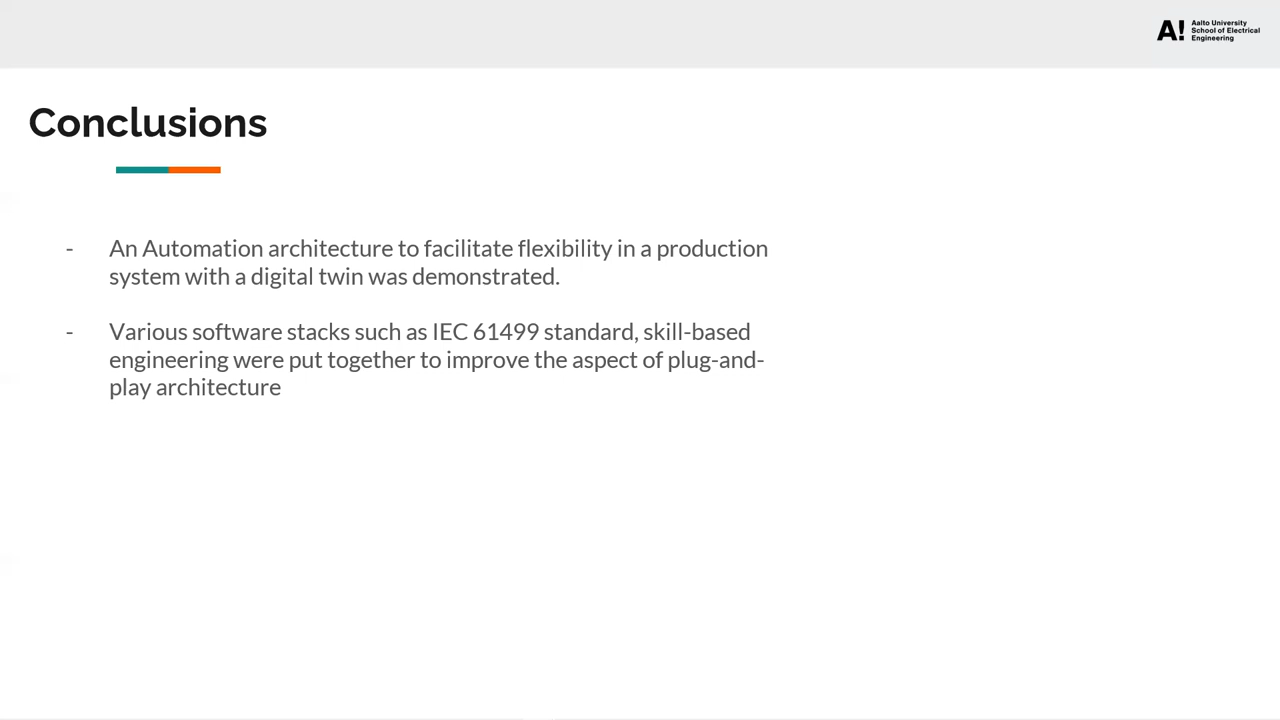 A! Aalto University
School of Electrical
Engineering
Conclusions
- An Automation architecture to facilitate flexibility in a production
system with a digital twin was demonstrated.
- Various software stacks such as IEC 61499 standard, skill-based
engineering were put together to improve the aspect of plug-and-
play architecture